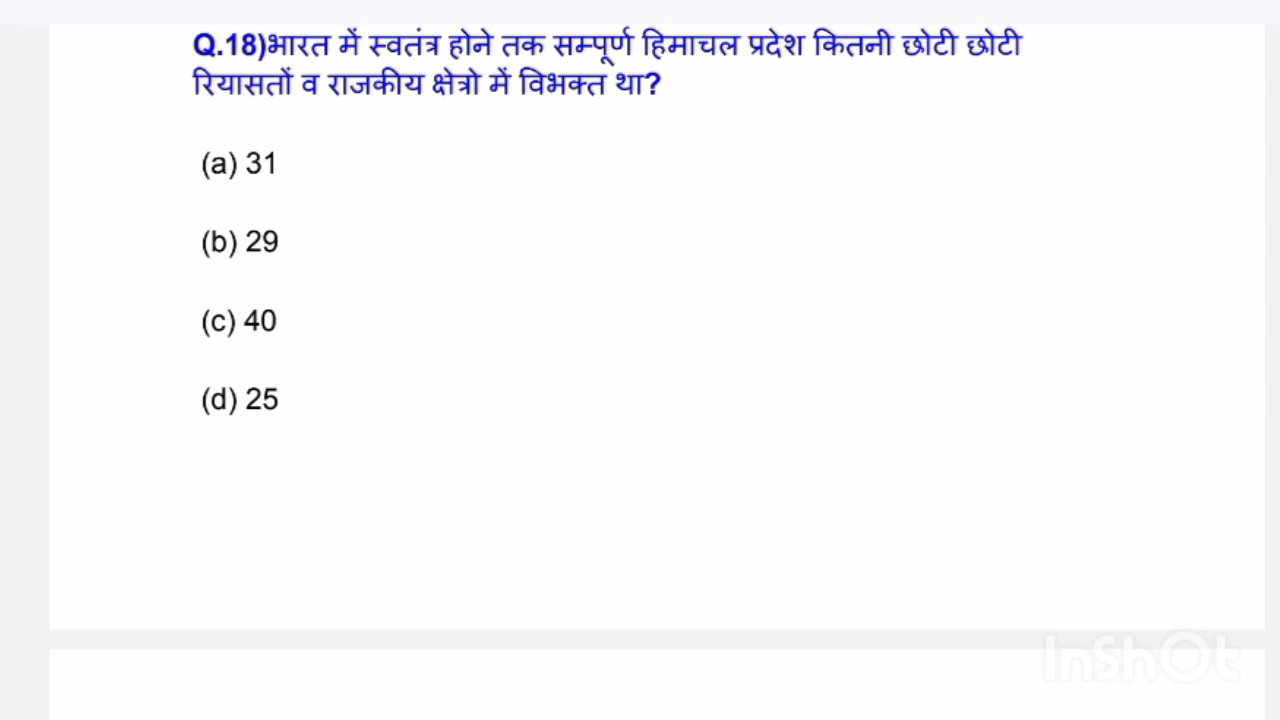 Q.18)भारत में स्वतंत्र होने तक सम्पूर्ण हिमाचल प्रदेश कितनी छोटी छोटी
रियासतों व राजकीय क्षेत्रो में विभक्त था?
(a) 31
(b) 29
(c) 40
(d) 25
InShOt